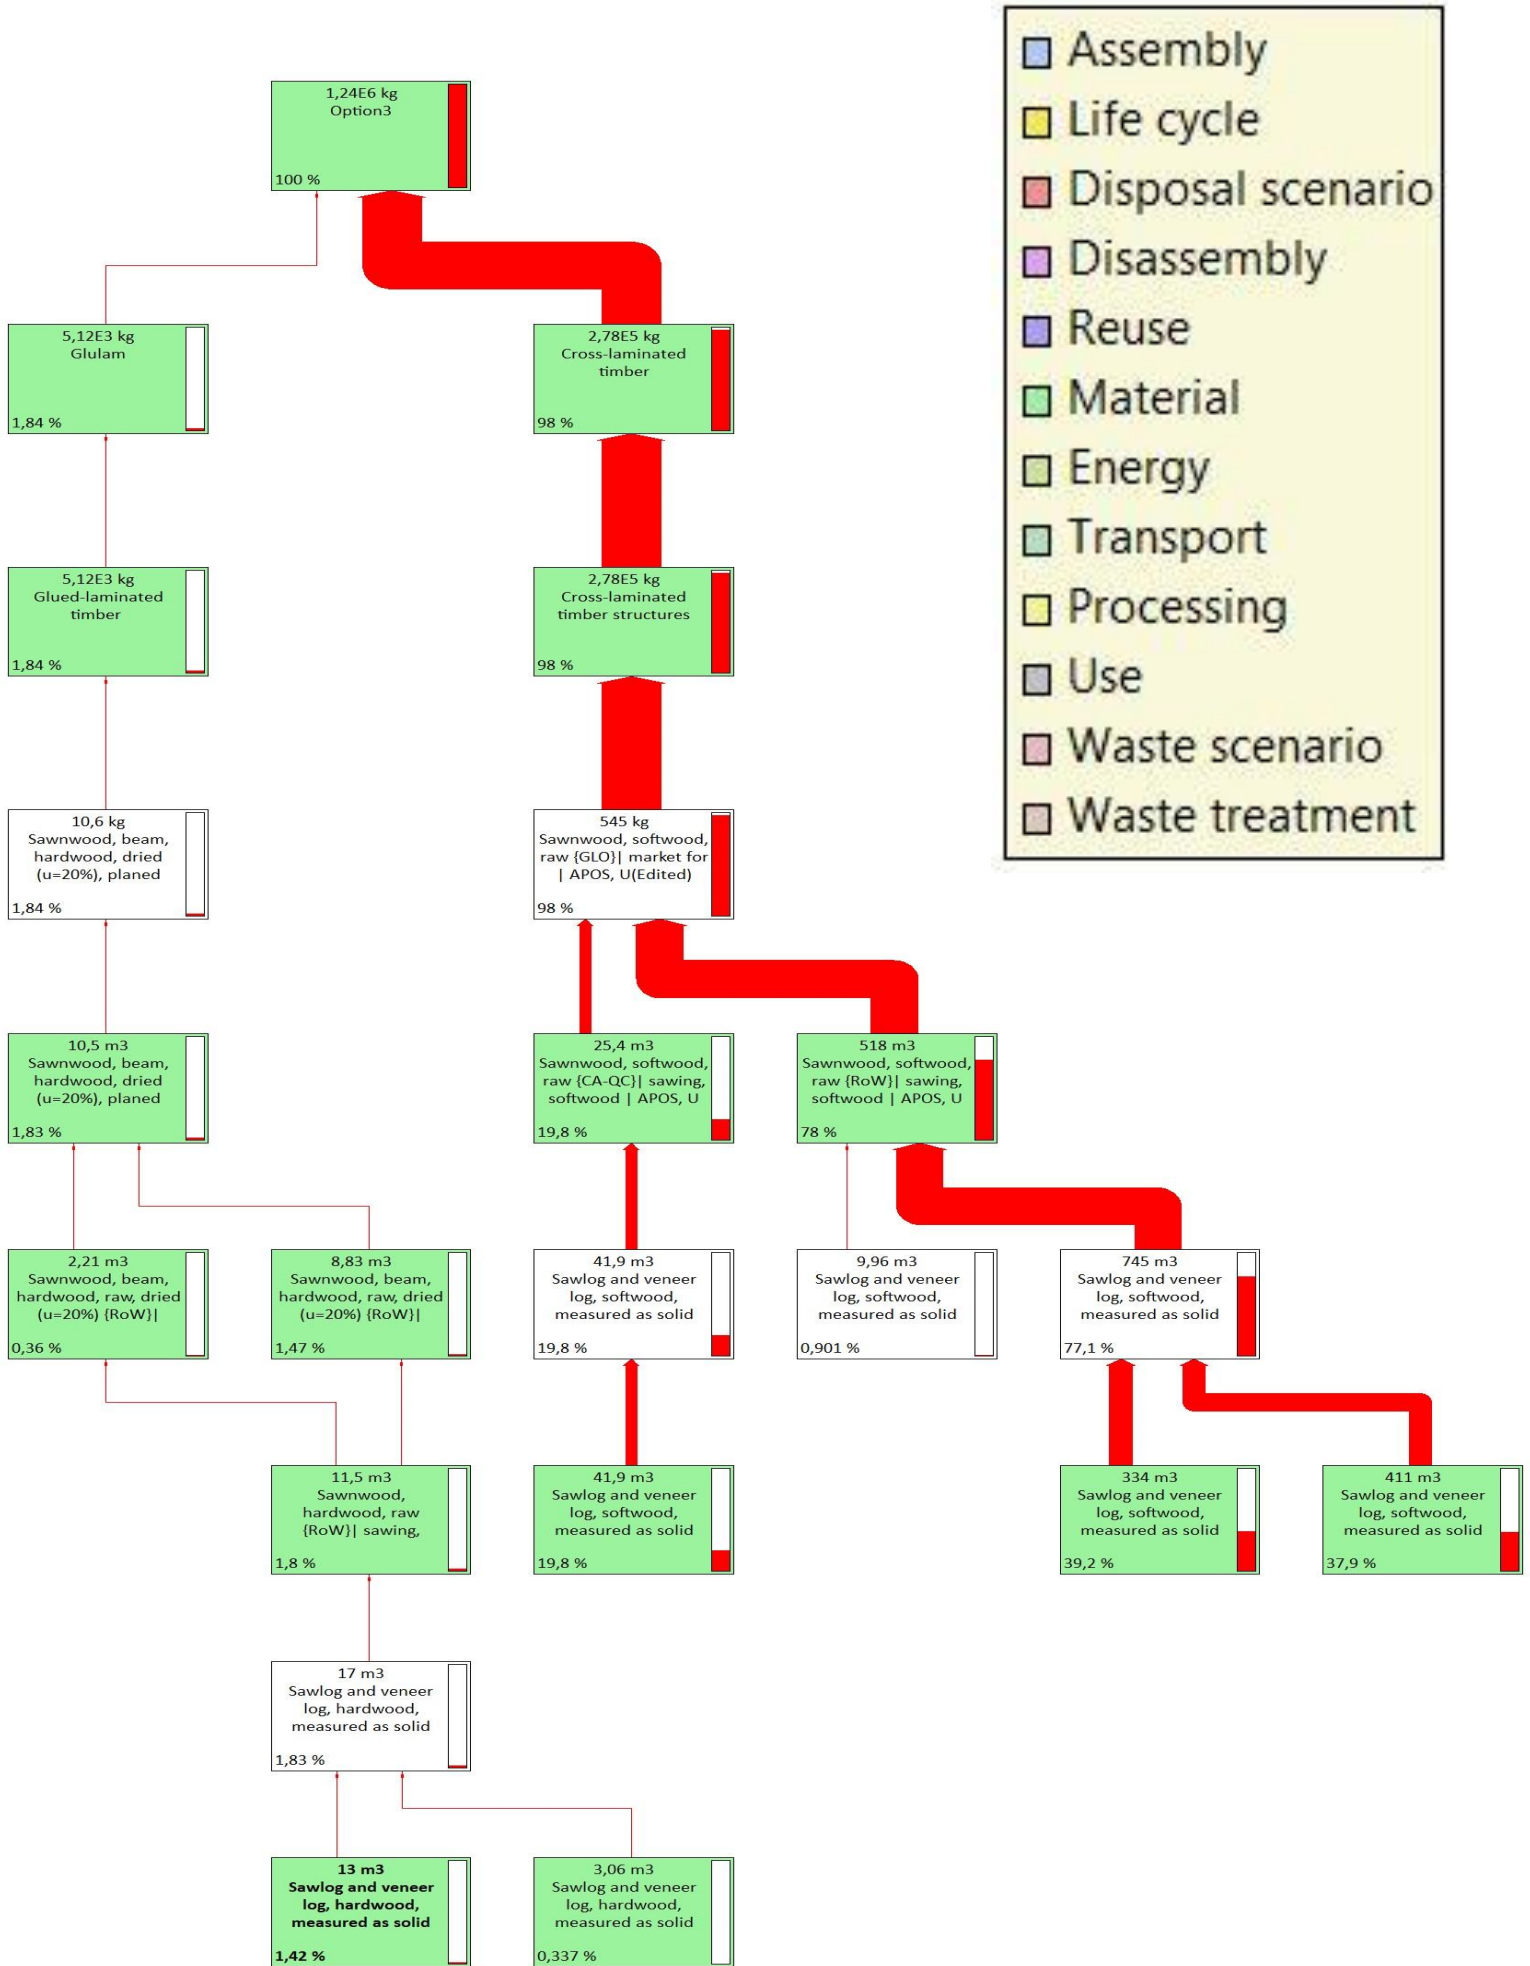 1,24E6 kg
Option3
100 %
5,12E3 kg
Glulam
1,84 %
2,78E5 kg
Cross-laminated
timber
98 %
5,12E3 kg
Glued-laminated
timber
1,84 %
2,78E5 kg
Cross-laminated
timber structures
98 %
10,6 kg
Sawnwood, beam,
hardwood, dried
(u=20%), planed
1,84 %
545 kg
Sawnwood, softwood,
raw {GLO}| market for
| APOS, U(Edited)
98 %
10,5 m3
Sawnwood, beam,
hardwood, dried
(u=20%), planed
1,83 %
25,4 m3
Sawnwood, softwood,
raw {CA-QC}| sawing,
softwood | APOS, U
19,8 %
518 m3
Sawnwood, softwood,
raw {RoW}| sawing,
softwood | APOS, U
78 %
2,21 m3
Sawnwood, beam,
hardwood, raw, dried
(u=20%) {RoW}|
0,36 %
8,83 m3
Sawnwood, beam,
hardwood, raw, dried
(u=20%) {RoW}|
1,47 %
41,9 m3
Sawlog and veneer
log, softwood,
measured as solid
19,8 %
9,96 m3
Sawlog and veneer
log, softwood,
measured as solid
0,901 %
745 m3
Sawlog and veneer
log, softwood,
measured as solid
77,1 %
11,5 m3
Sawnwood,
hardwood, raw
{RoW}| sawing,
1,8 %
41,9 m3
Sawlog and veneer
log, softwood,
measured as solid
19,8 %
334 m3
Sawlog and veneer
log, softwood,
measured as solid
39,2 %
411 m3
Sawlog and veneer
log, softwood,
measured as solid
37,9 %
17 m3
Sawlog and veneer
log, hardwood,
measured as solid
1,83 %
13 m3
Sawlog and veneer
log, hardwood,
measured as solid
1,42 %
3,06 m3
Sawlog and veneer
log, hardwood,
measured as solid
0,337 %
Assembly
Life cycle
Disposal scenario
Disassembly
Reuse
Material
Energy
Transport
Processing
Use
Waste scenario
Waste treatment